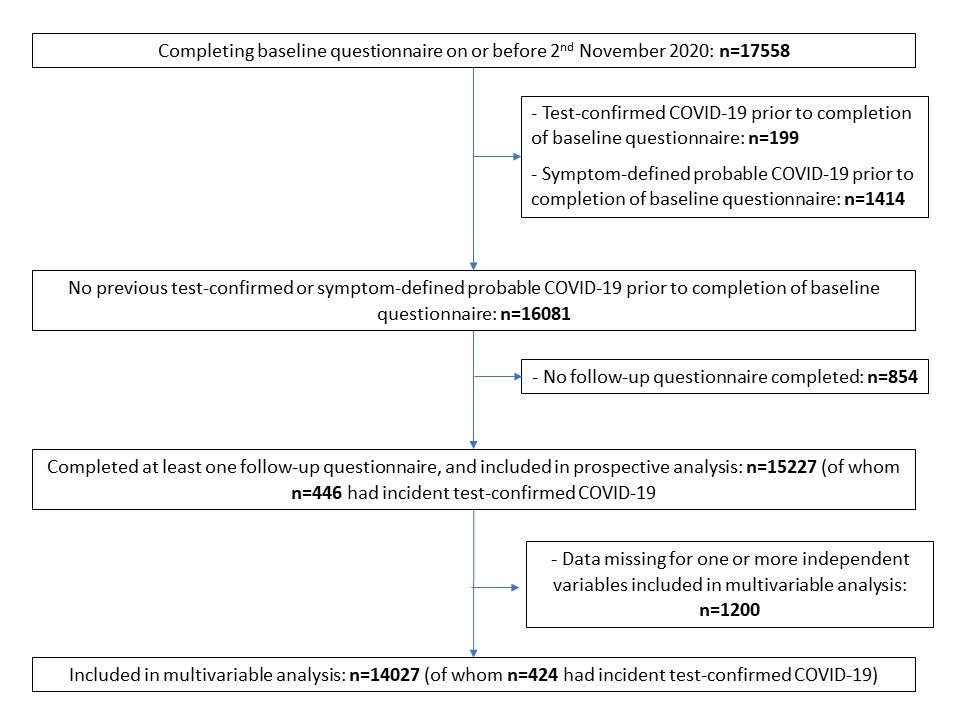 Completing baseline questionnaire on or before 2nd November 2020: n=17558
- Test-confirmed COVID-19 prior to completion
of baseline questionnaire: n=199
- Symptom-defined probable COVID-19 prior to
completion of baseline questionnaire: n=1414
No previous test-confirmed or symptom-defined probable COVID-19 prior to completion of baseline
questionnaire: n=16081
- No follow-up questionnaire completed: n=854
Completed at least one follow-up questionnaire, and included in prospective analysis: n=15227 (of whom
n=446 had incident test-confirmed COVID-19
- Data missing for one or more independent
variables included in multivariable analysis:
n=1200
Included in multivariable analysis: n=14027 (of whom n=424 had incident test-confirmed COVID-19)